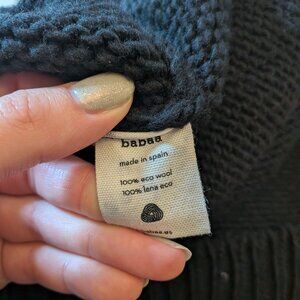 babaa
made in spain
100% eco wool
100% lana eco